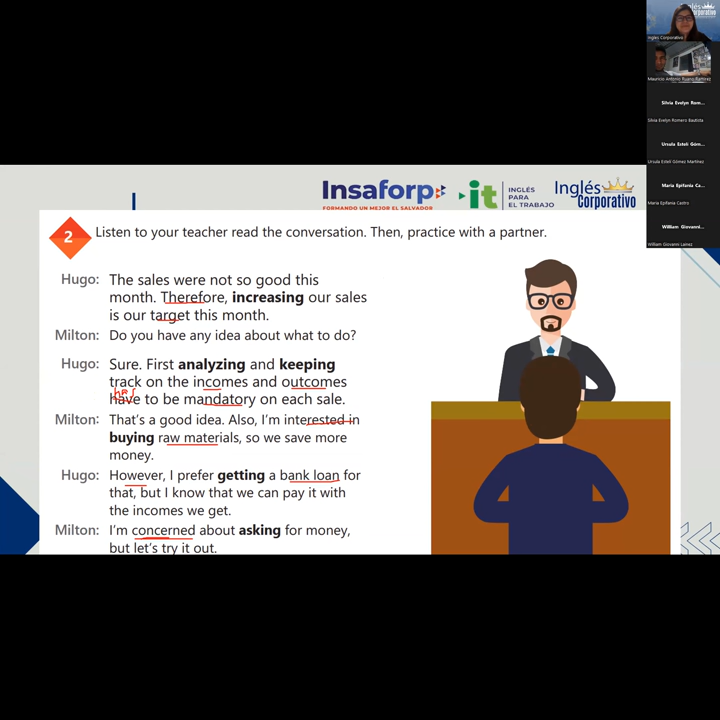 Inglés Corporativo
Inglés Corporativo
Mauricio Antonio Ruano Ramirez
Silvia Evelyn Rom...
Silvia Evelyn Romero Bautista
Ursula Esteli Góm...
Ursula Esteli Gómez Martínez
Maria Epifania Ca...
Maria Epifania Castro
William Giovanni...
William Giovanni Lainez
Insaforp
FORMANDO UN MEJOR EL SALVADOR
it
INGLÉS
PARA
EL TRABAJO
Inglés
Corporativo
2
Listen to your teacher read the conversation. Then, practice with a partner.
Hugo: The sales were not so good this
month. Therefore, increasing our sales
is our target this month.
Milton: Do you have any idea about what to do?
Hugo: Sure. First analyzing and keeping
track on the incomes and outcomes
has
have to be mandatory on each sale.
Milton: That's a good idea. Also, I'm interested in
buying raw materials, so we save more
money.
Hugo: However, I prefer getting a bank loan for
that, but I know that we can pay it with
the incomes we get.
Milton: I'm concerned about asking for money,
but let's try it out.